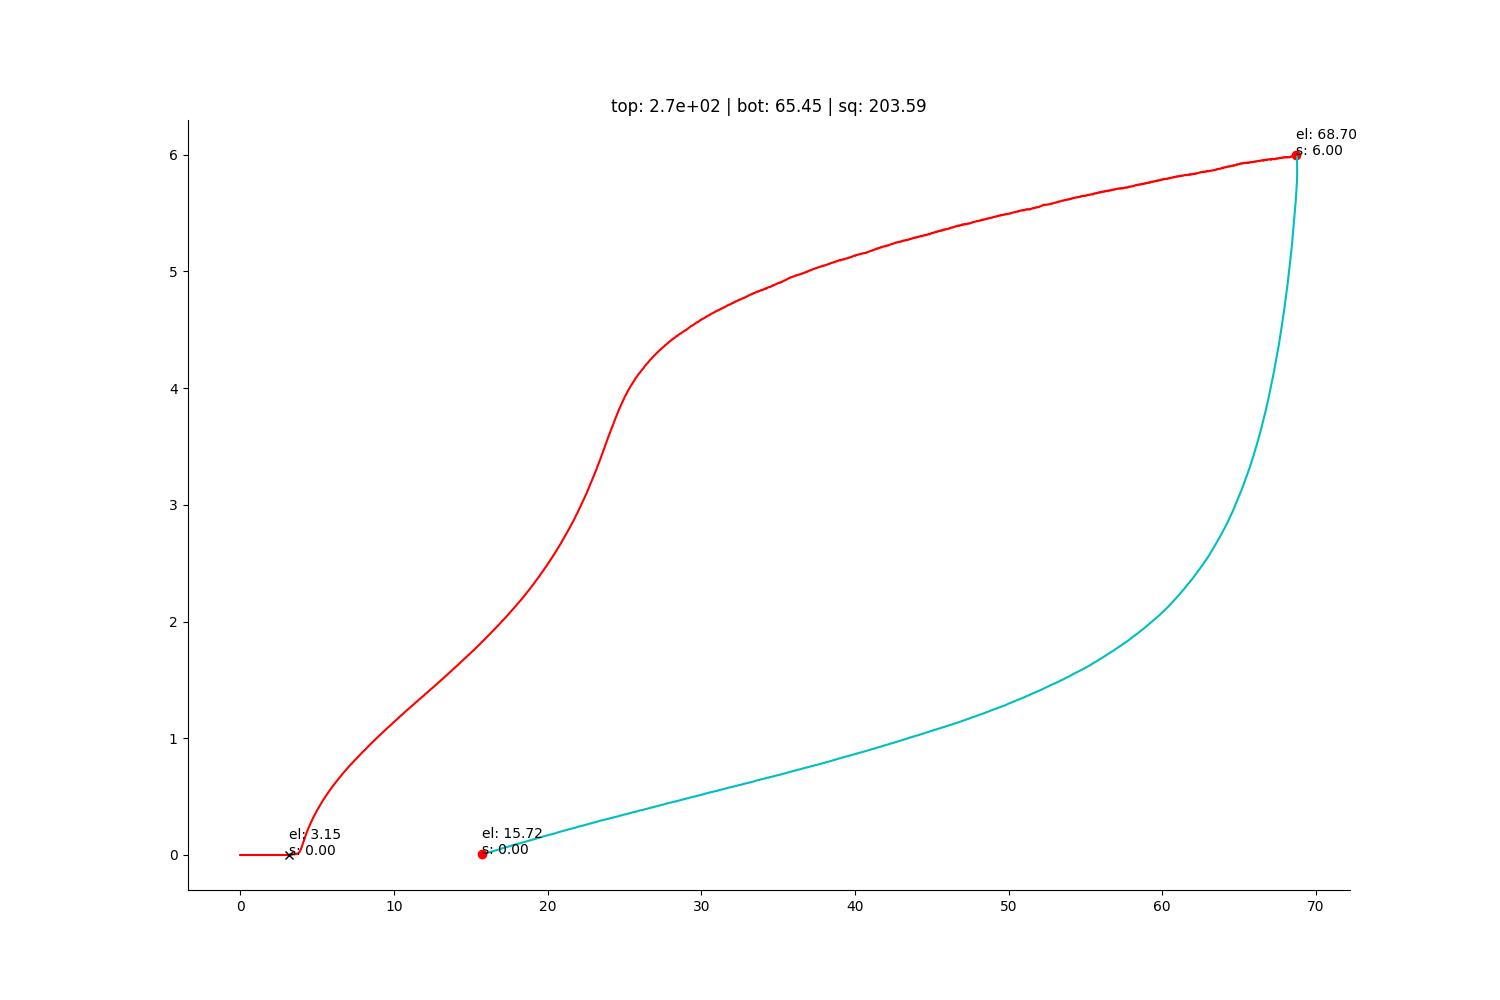 top: 2.7e+02 | bot: 65.45 | sq: 203.59
el: 68.70
s: 6.00
6
5
4
3
2
1
0
el: 3.15
s: 0.00
el: 15.72
s: 0.00
0 10 20 30 40 50 60 70